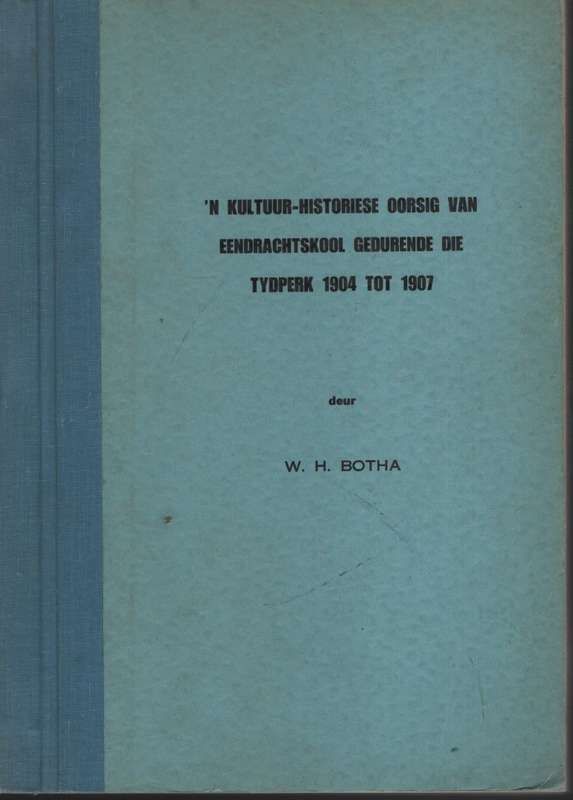 'N KULTUUR-HISTORIESE OORSIG VAN
EENDRACHTSKOOL GEDURENDE DIE
TYDPERK 1904 TOT 1907
deur
W. H. BOTHA